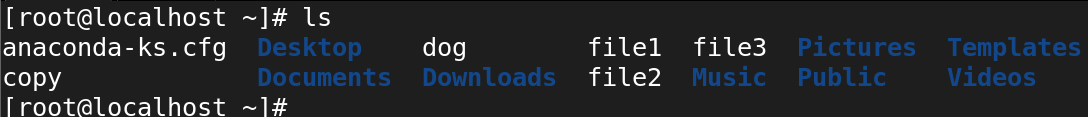 [root@localhost ~]# ls
anaconda-ks.cfg  Desktop    dog        file1  file3  Pictures  Templates
copy             Documents  Downloads  file2  Music  Public    Videos
[root@localhost ~]#